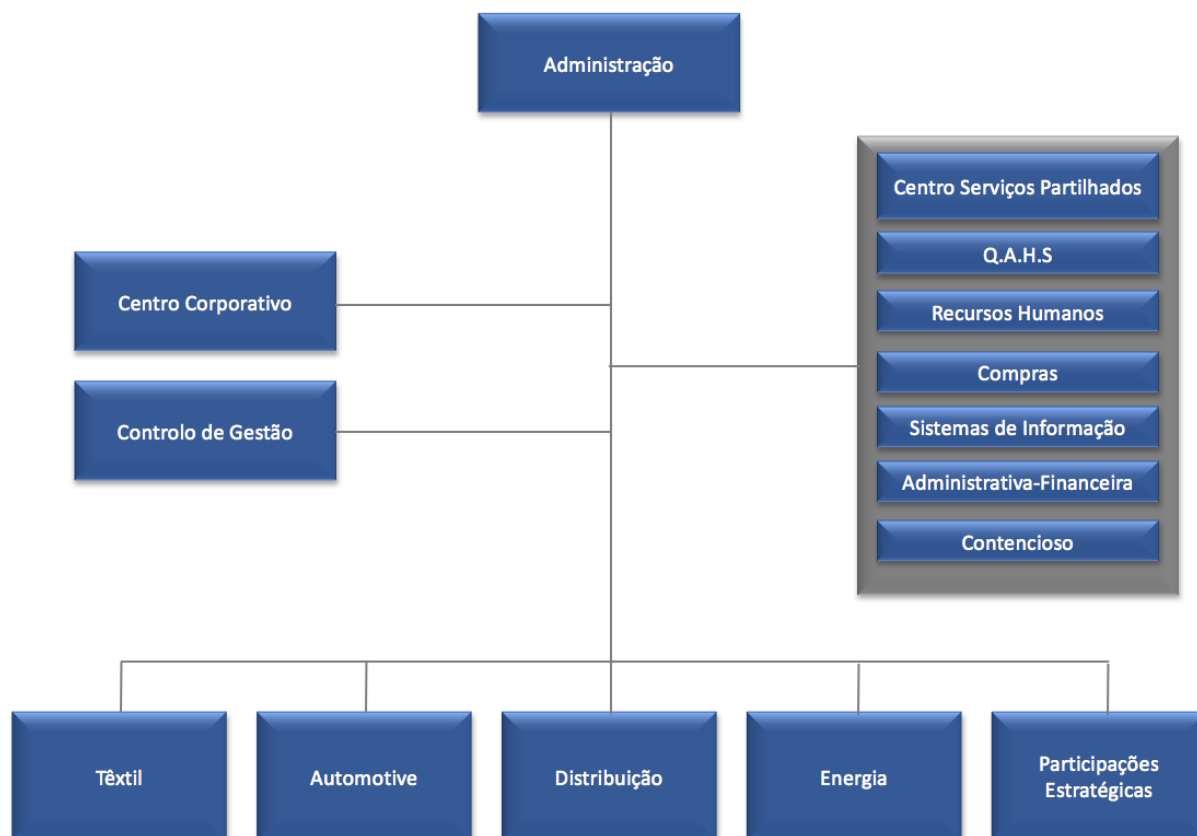 Administração
Centro Serviços Partilhados
Q.A.H.S
Centro Corporativo
Recursos Humanos
Compras
Controlo de Gestão
Sistemas de Informação
Administrativa-Financeira
Contencioso
Têxtil
Automotive
Distribuição
Energia
Participações
Estratégicas